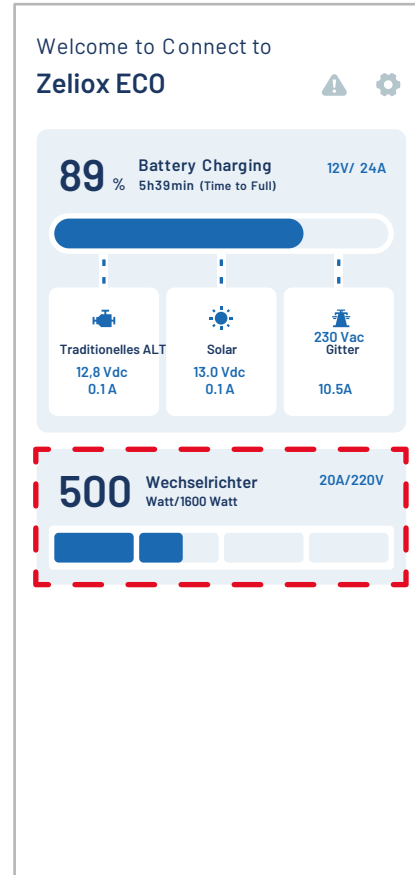 Welcome to Connect to
Zeliox ECO
89 % Battery Charging 12V/ 24A
5h39min (Time to Full)
Traditionelles ALT
12,8 Vdc
0.1 A
Solar
13.0 Vdc
0.1 A
230 Vac
Gitter
10.5A
500 Wechselrichter 20A/220V
Watt/1600 Watt